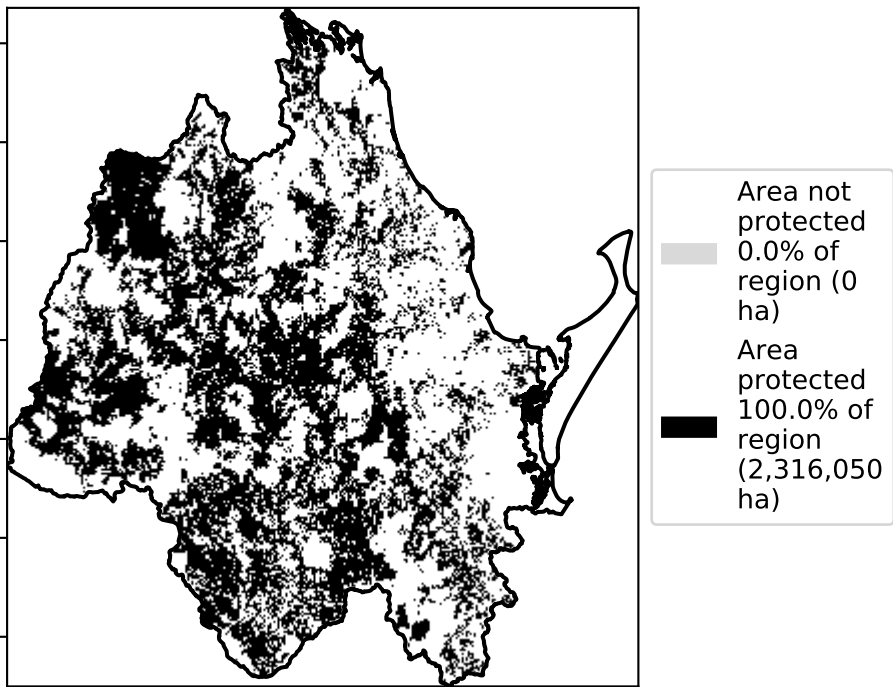 Area not
protected
0.0% of
region (0
ha)
Area
protected
100.0% of
region
(2,316,050
ha)